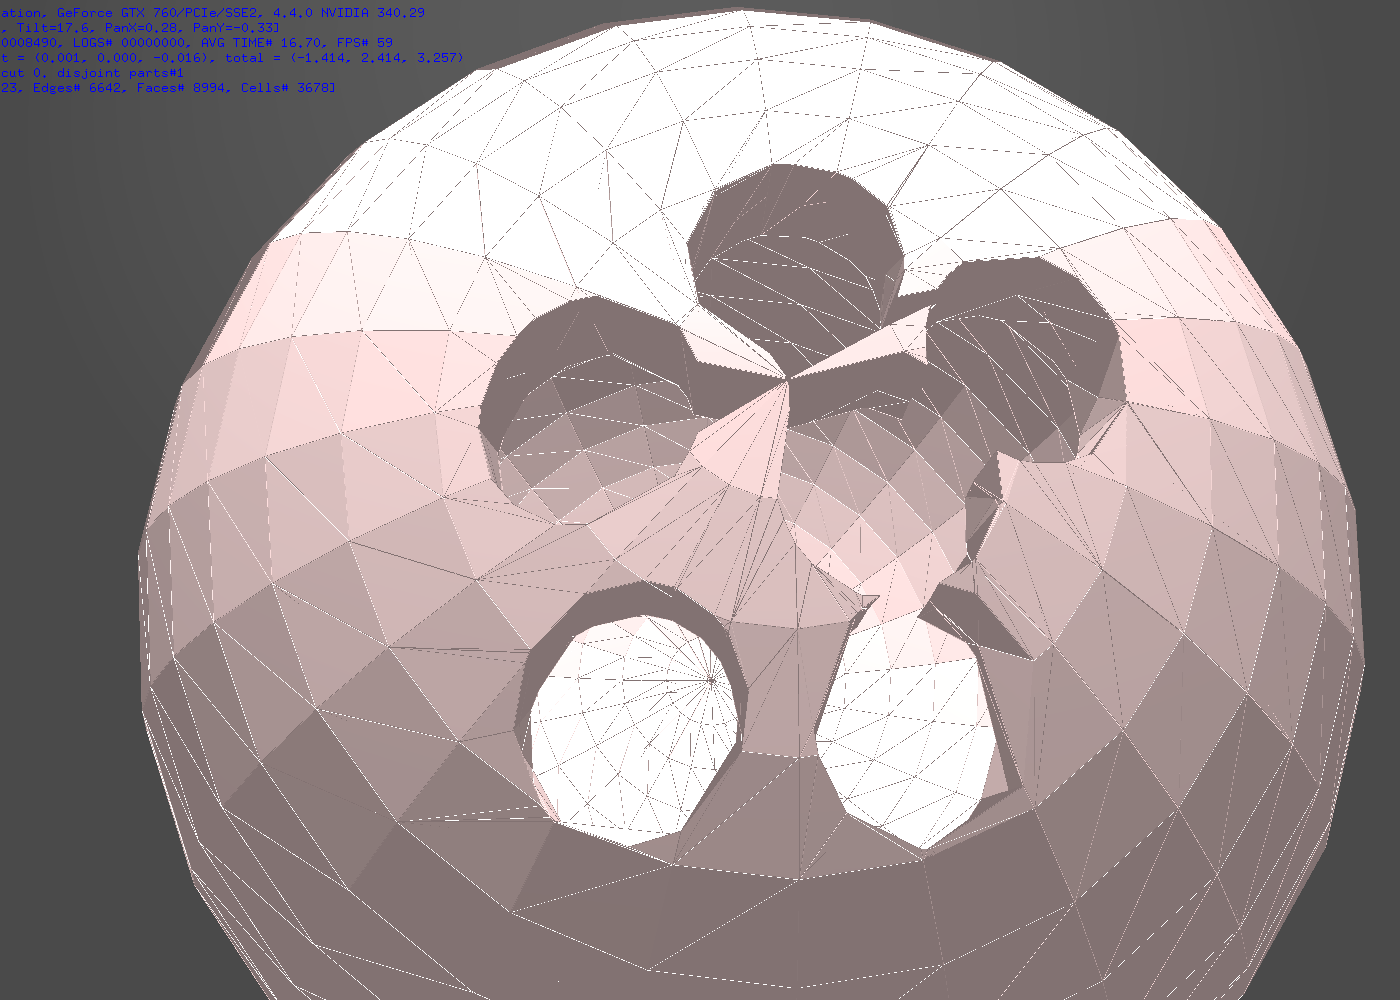 ation, GeForce GTX 760/PCIe/SSE2, 4.4.0 NVIDIA 340.29
, Tilt=17.6, PanX=0.28, PanY=-0.33]
0008490, LOGS# 00000000, AVG TIME# 16.70, FPS# 59
t = (0.001, 0.000, -0.016), total = (-1.414, 2.414, 3.257)
cut 0, disjoint parts#1
23, Edges# 6642, Faces# 8994, Cells# 3678]